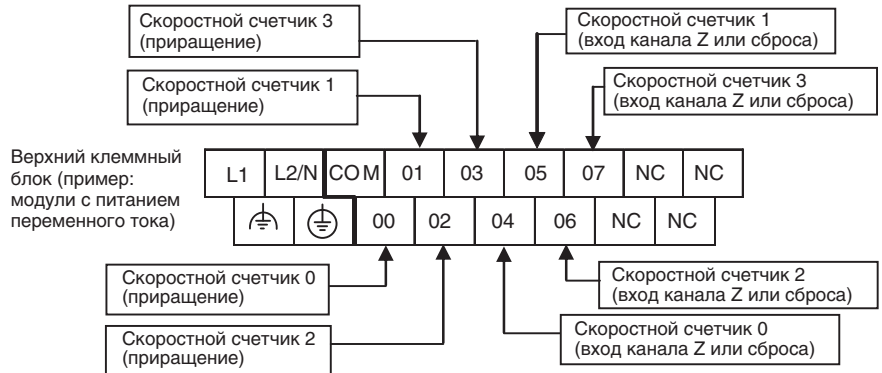 Скоростной счетчик 3
(приращение)
Скоростной счетчик 1
(вход канала Z или сброса)
Скоростной счетчик 1
(приращение)
Скоростной счетчик 3
(вход канала Z или сброса)
Верхний клеммный
блок (пример:
модули с питанием
переменного тока)
L1 L2/N COM 01 03 05 07 NC NC
00 02 04 06 NC NC
Скоростной счетчик 0
(приращение)
Скоростной счетчик 2
(вход канала Z или сброса)
Скоростной счетчик 2
(приращение)
Скоростной счетчик 0
(вход канала Z или сброса)